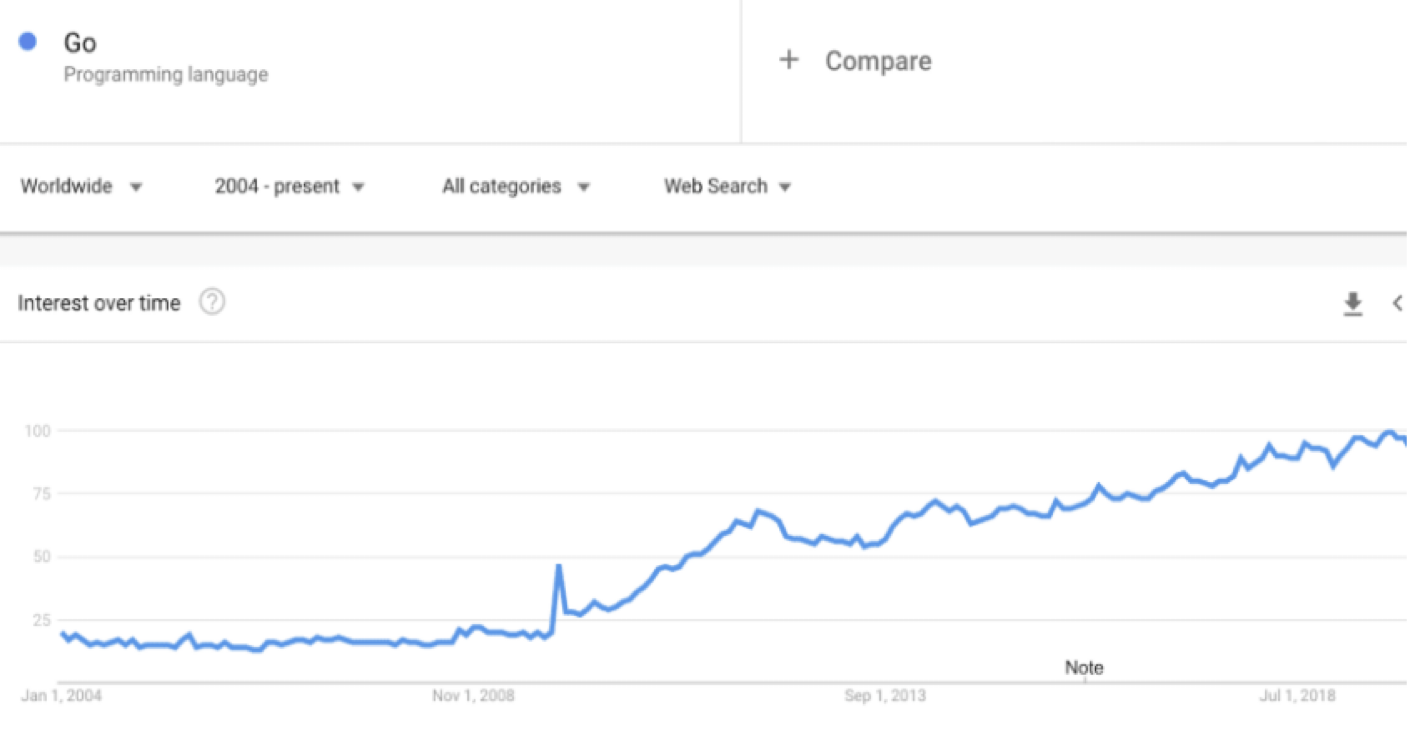 Go
Programming language
+ Compare
Worldwide
2004 - present
All categories
Web Search
Interest over time ?
100
75
50
25
Note
Jan 1, 2004
Nov 1, 2008
Sep 1, 2013
Jul 1, 2018